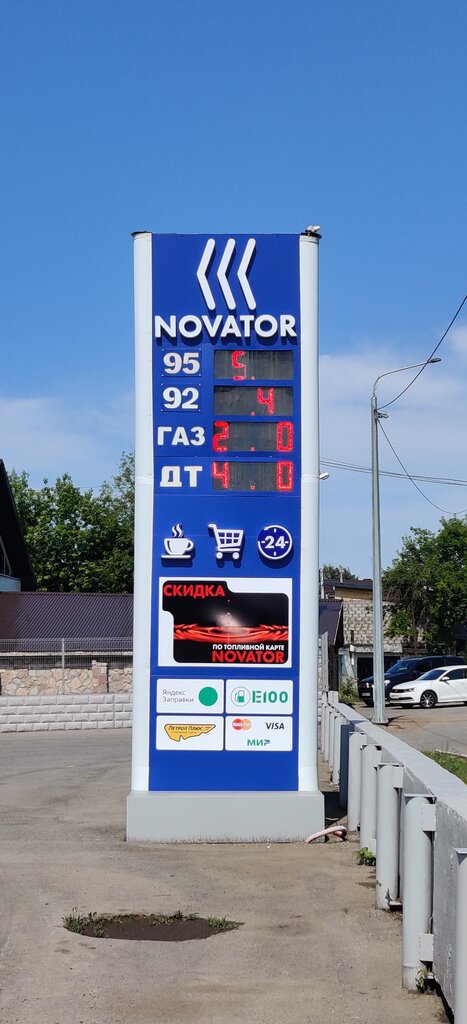 NOVATOR
95 5.
92 .4
ГАЗ 2.0
ДТ 4.0
-24-
СКИДКА
ПО ТОПЛИВНОЙ КАРТЕ
NOVATOR
Яндекс
Заправки
E100
ПЕТРОЛ ПЛЮС
VISA
МИР